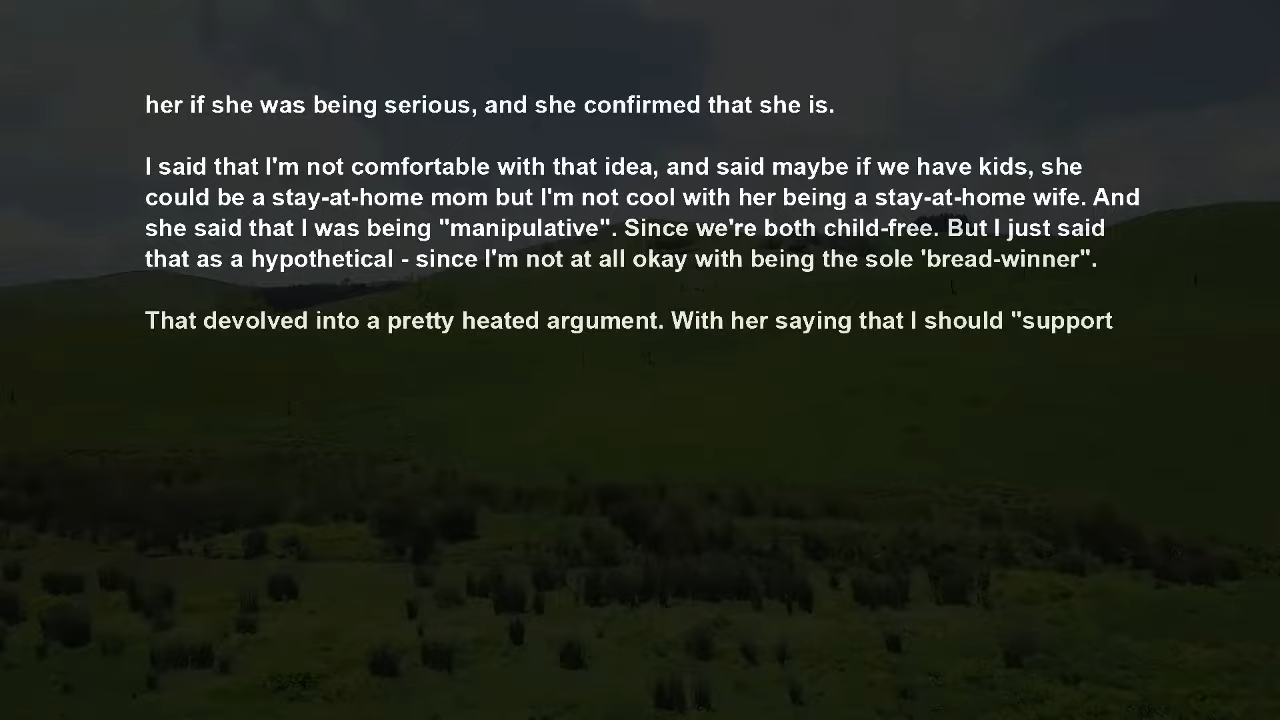 her if she was being serious, and she confirmed that she is.
I said that I'm not comfortable with that idea, and said maybe if we have kids, she
could be a stay-at-home mom but I'm not cool with her being a stay-at-home wife. And
she said that I was being "manipulative". Since we're both child-free. But I just said
that as a hypothetical - since I'm not at all okay with being the sole 'bread-winner".
That devolved into a pretty heated argument. With her saying that I should "support